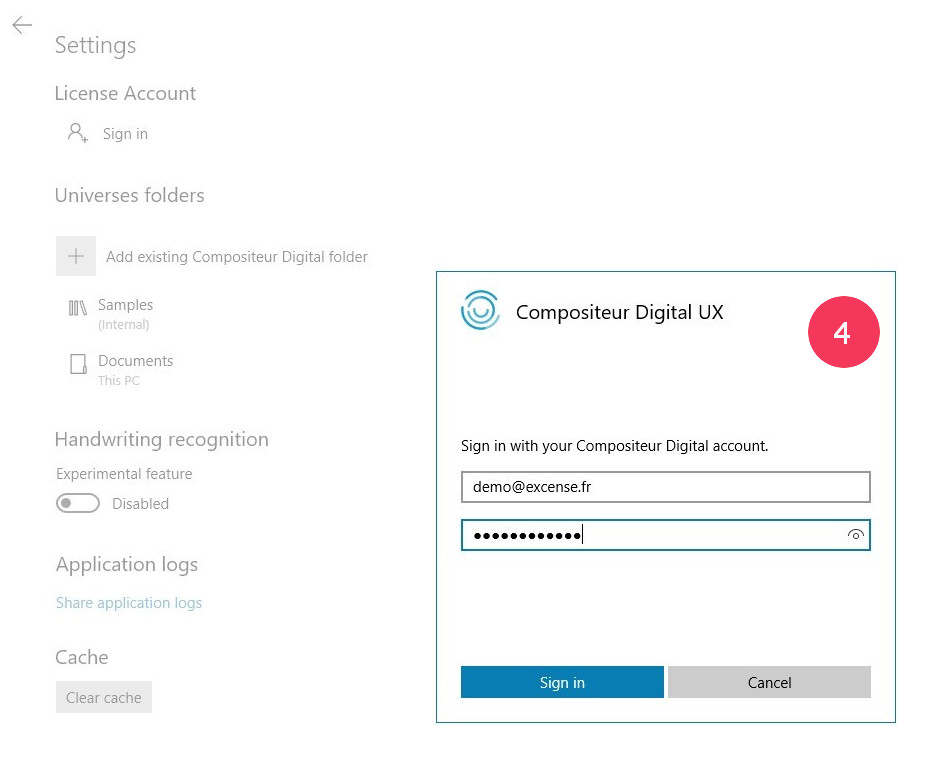 Settings
License Account
Sign in
Universes folders
Add existing Compositeur Digital folder
Samples
(Internal)
Documents
This PC
Handwriting recognition
Experimental feature
Disabled
Application logs
Share application logs
Cache
Clear cache
Compositeur Digital UX
4
Sign in with your Compositeur Digital account.
demo@excense.fr
●●●●●●●●●●●●
Sign in
Cancel